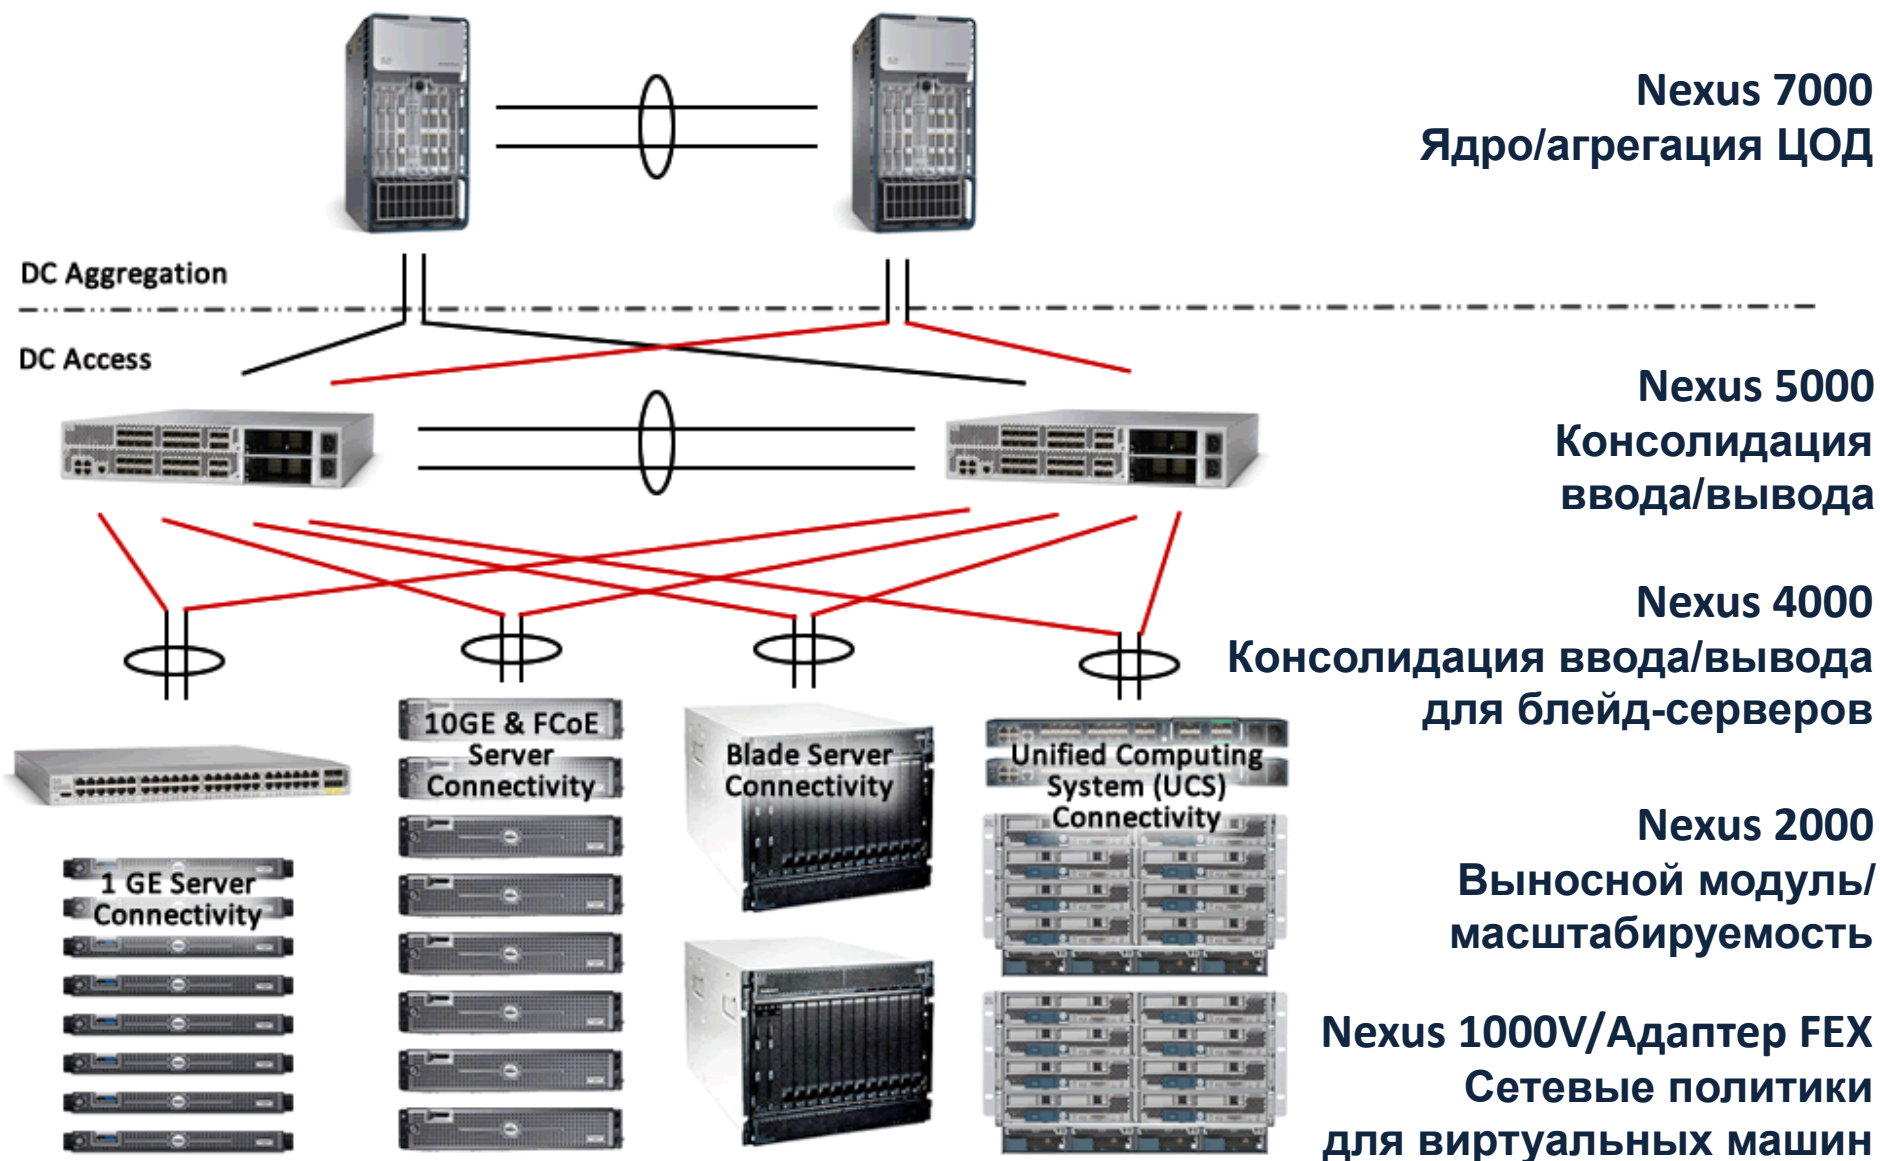 Nexus 7000
Ядро/агрегация ЦОД
DC Aggregation
DC Access
Nexus 5000
Консолидация
ввода/вывода
Nexus 4000
Консолидация ввода/вывода
для блейд-серверов
10GE & FCoE
Server
Connectivity
Blade Server
Connectivity
Unified Computing
System (UCS)
Connectivity
1 GE Server
Connectivity
Nexus 2000
Выносной модуль/
масштабируемость
Nexus 1000V/Адаптер FEX
Сетевые политики
для виртуальных машин